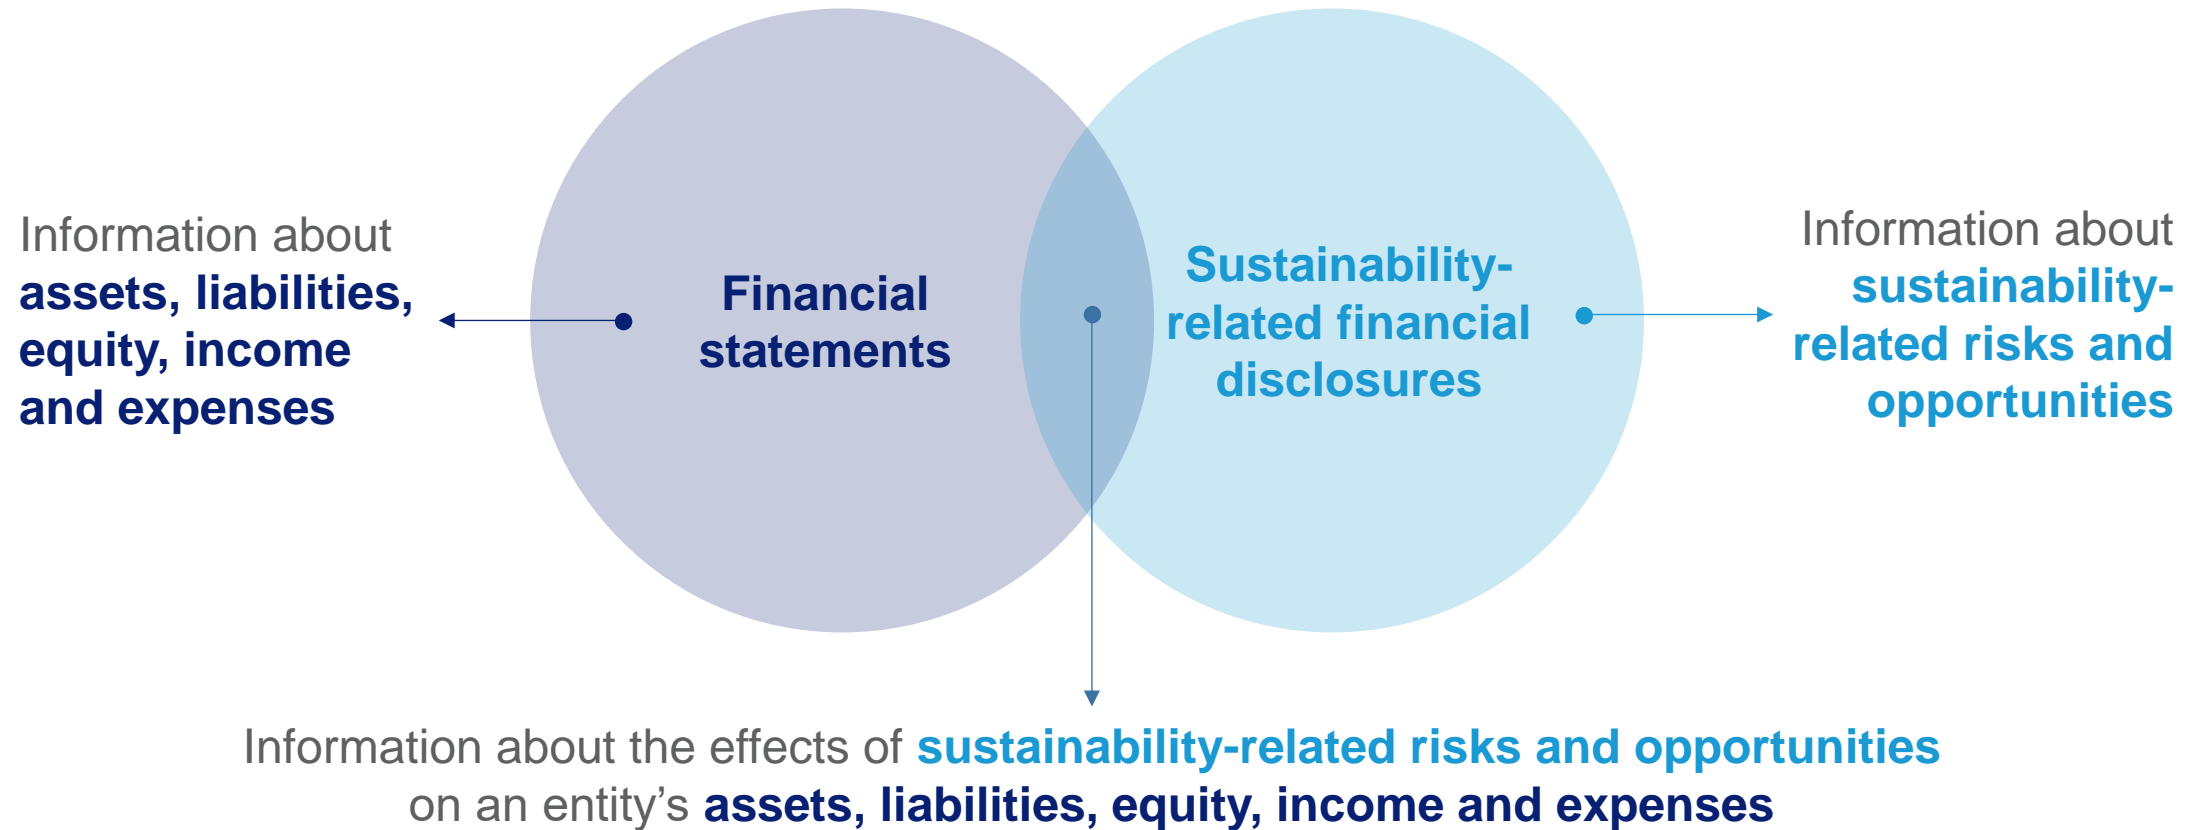 Information about
assets, liabilities,
equity, income
and expenses
Financial
statements
Sustainability-
related financial
disclosures
Information about
sustainability-
related risks and
opportunities
Information about the effects of sustainability-related risks and opportunities
on an entity’s assets, liabilities, equity, income and expenses